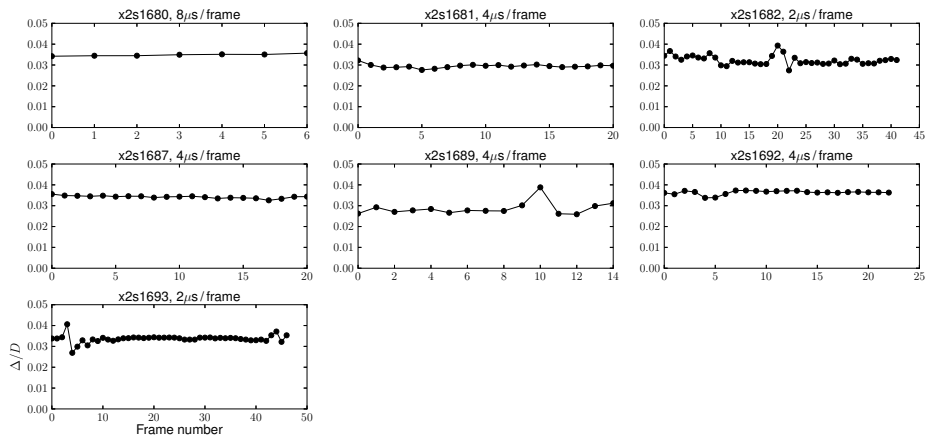 x2s1680, 8μs/frame
0.05
0.04
0.03
0.02
0.01
0.00
0 1 2 3 4 5 6
x2s1681, 4μs/frame
0.05
0.04
0.03
0.02
0.01
0.00
0 5 10 15 20
x2s1682, 2μs/frame
0.05
0.04
0.03
0.02
0.01
0.00
0 5 10 15 20 25 30 35 40 45
x2s1687, 4μs/frame
0.05
0.04
0.03
0.02
0.01
0.00
0 5 10 15 20
x2s1689, 4μs/frame
0.05
0.04
0.03
0.02
0.01
0.00
0 2 4 6 8 10 12 14
x2s1692, 4μs/frame
0.05
0.04
0.03
0.02
0.01
0.00
0 5 10 15 20 25
x2s1693, 2μs/frame
0.05
0.04
0.03
0.02
0.01
0.00
Δ/D
0 10 20 30 40 50
Frame number